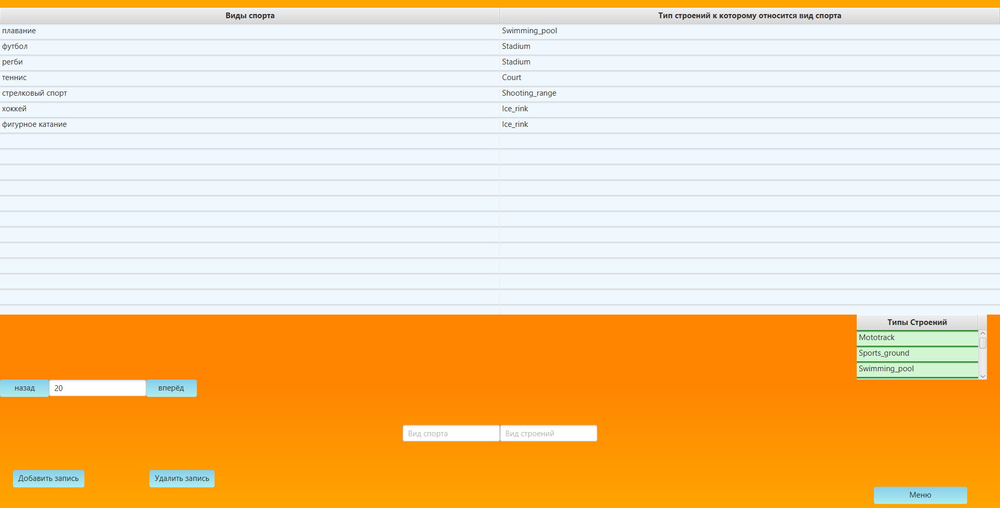 Виды спорта Тип строений к которому относится вид спорта
плавание Swimming_pool
футбол Stadium
регби Stadium
теннис Court
стрелковый спорт Shooting_range
хоккей Ice_rink
фигурное катание Ice_rink
Типы Строений
Mototrack
Sports_ground
Swimming_pool
назад 20 вперёд
Вид спорта Вид строений
Добавить запись Удалить запись
Меню